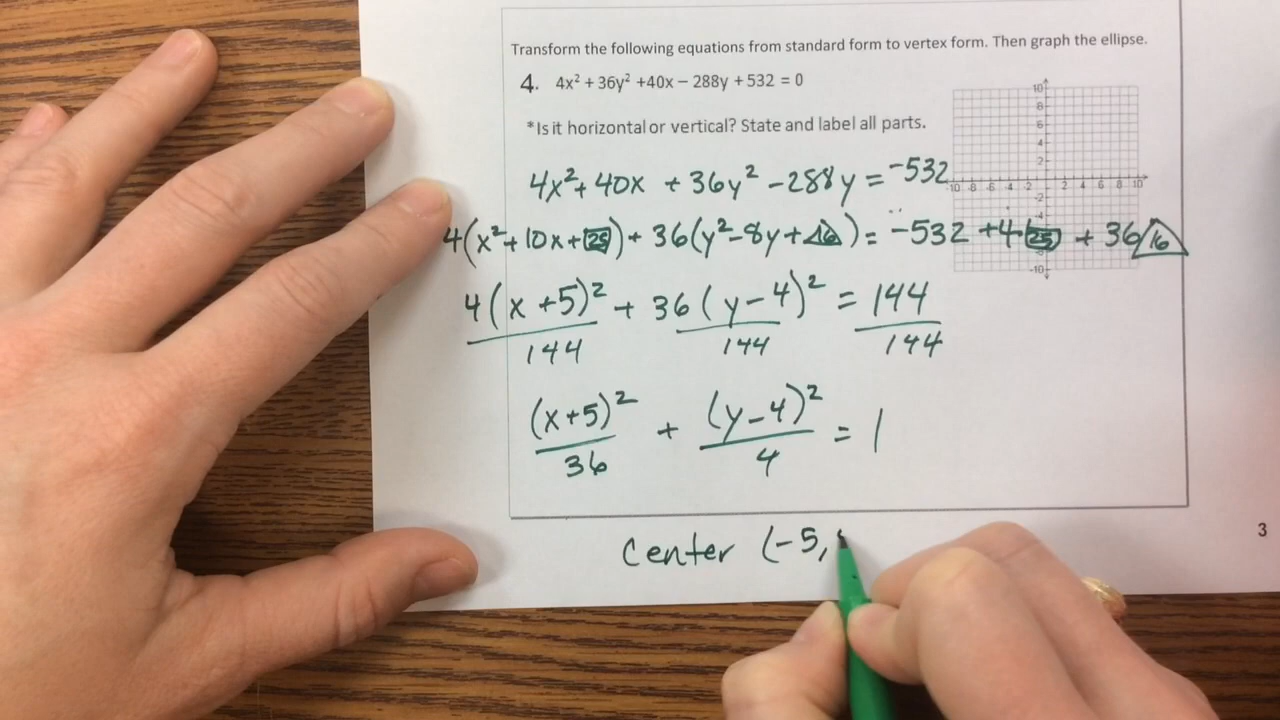 Transform the following equations from standard form to vertex form. Then graph the ellipse.
4. 4x² + 36y² +40x – 288y + 532 = 0
*Is it horizontal or vertical? State and label all parts.
10
8
6
4
2
-10 -8 -6 -4 -2 2 4 6 8 10
-2
-4
-10
4x² + 40x + 36y² - 288y = -532
4(x² + 10x + 25) + 36(y² - 8y + 16) = -532 + 4·25 + 36 16
4(x + 5)² + 36(y - 4)² = 144
144 144 144
(x+5)² + (y-4)² = 1
36 4
3
Center (-5,